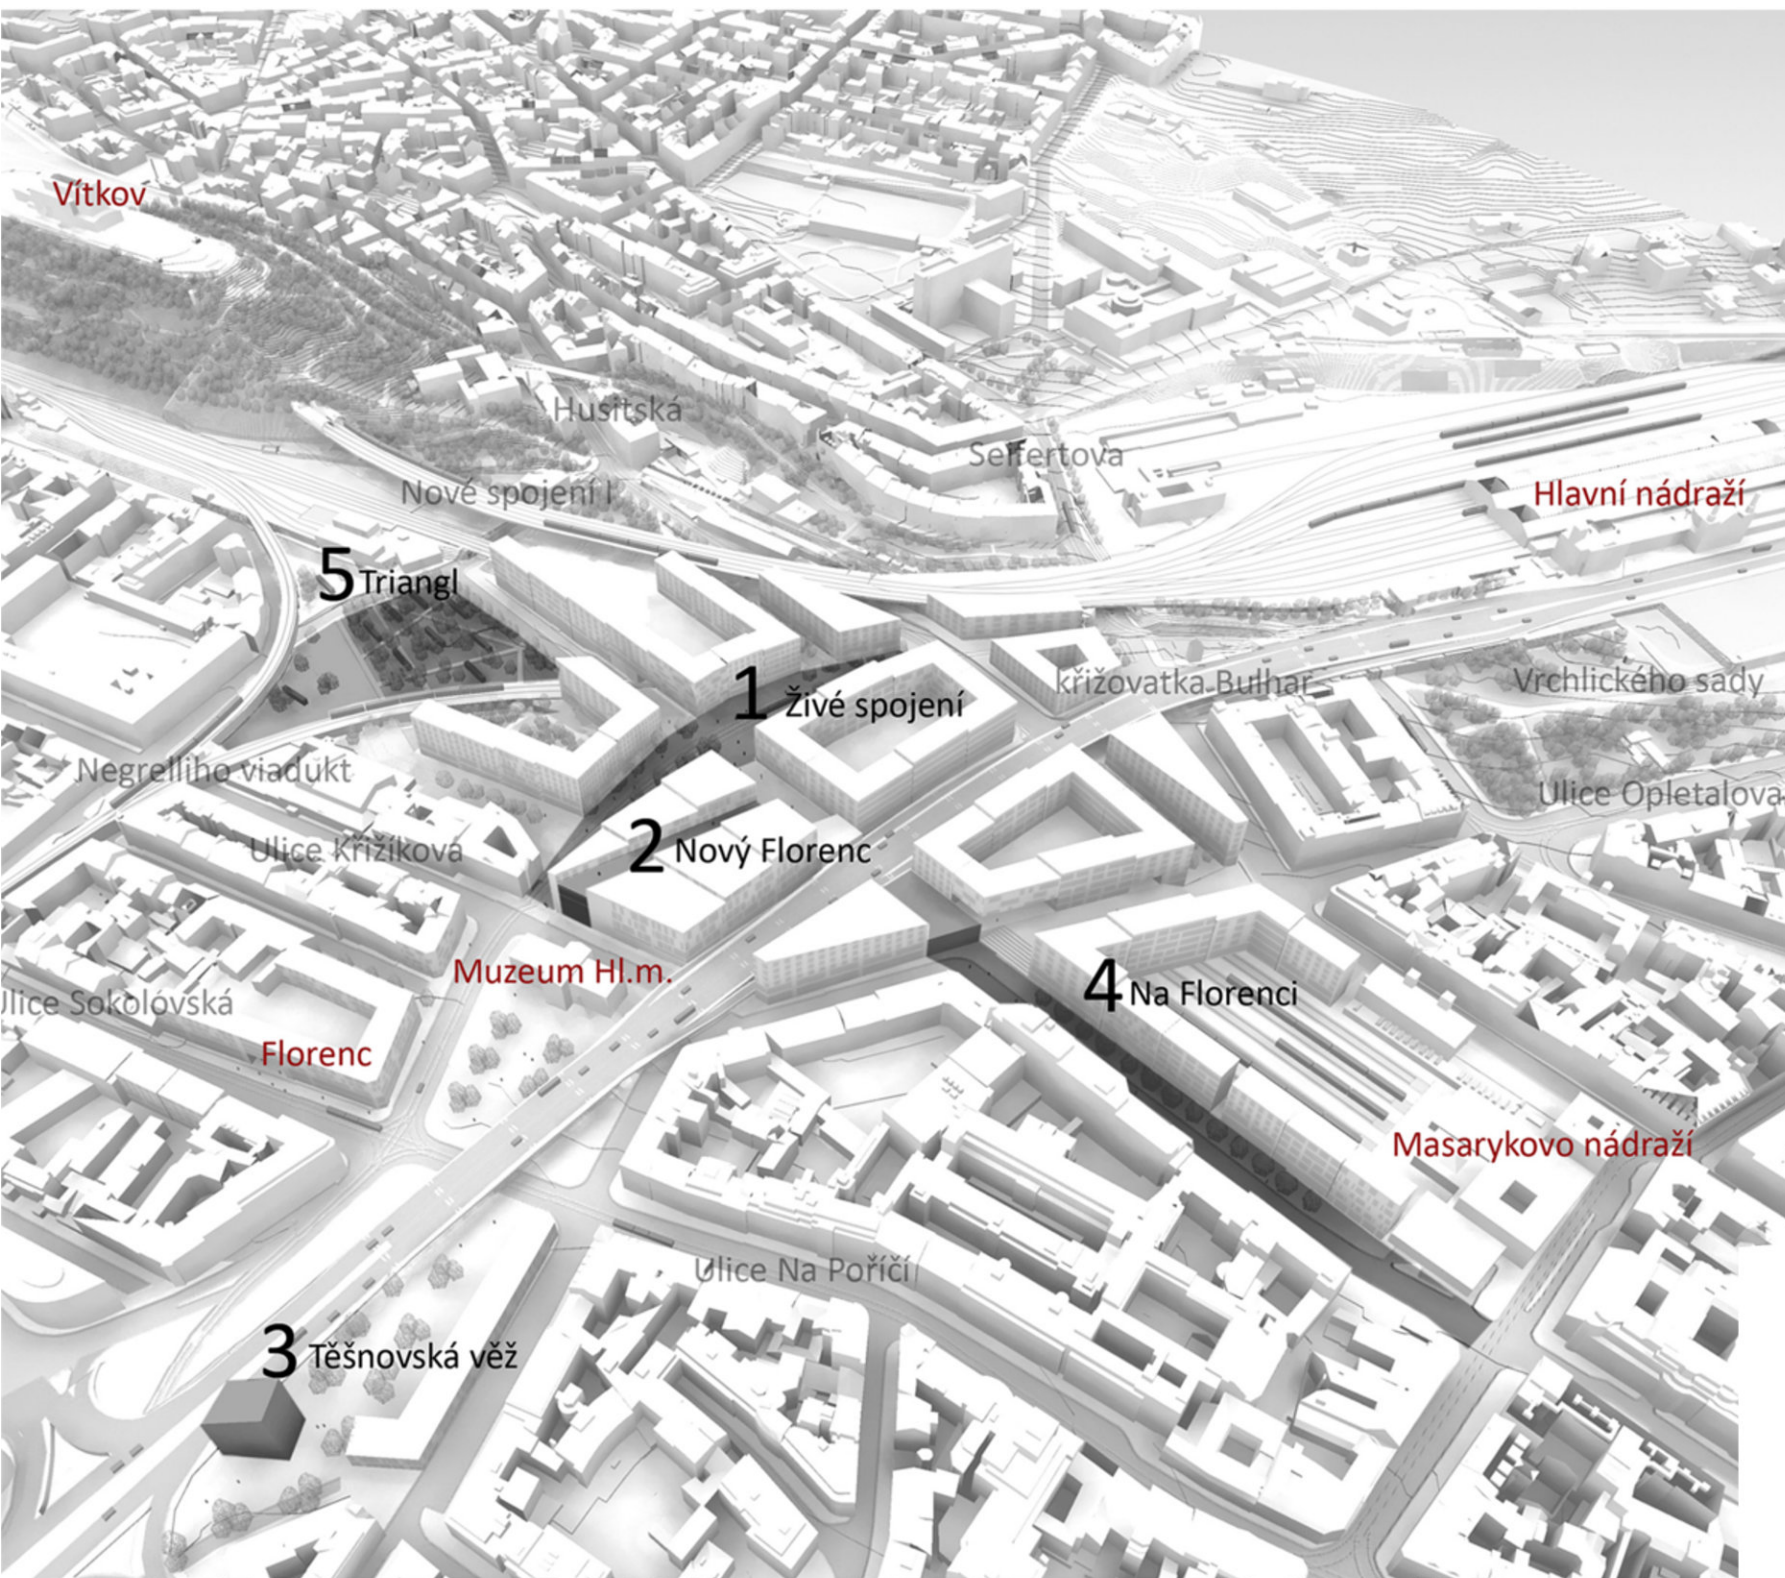 Vítkov
Husitská
Seifertova
Nové spojení I
Hlavní nádraží
5 Triangl
1 Živé spojení
křižovatka Bulhar
Vrchlického sady
Negrelliho viadukt
Ulice Opletalova
Ulice Křižíková
2 Nový Florenc
Muzeum Hl.m.
4 Na Florenci
Ulice Sokolovská
Florenc
Masarykovo nádraží
Ulice Na Poříčí
3 Těšnovská věž